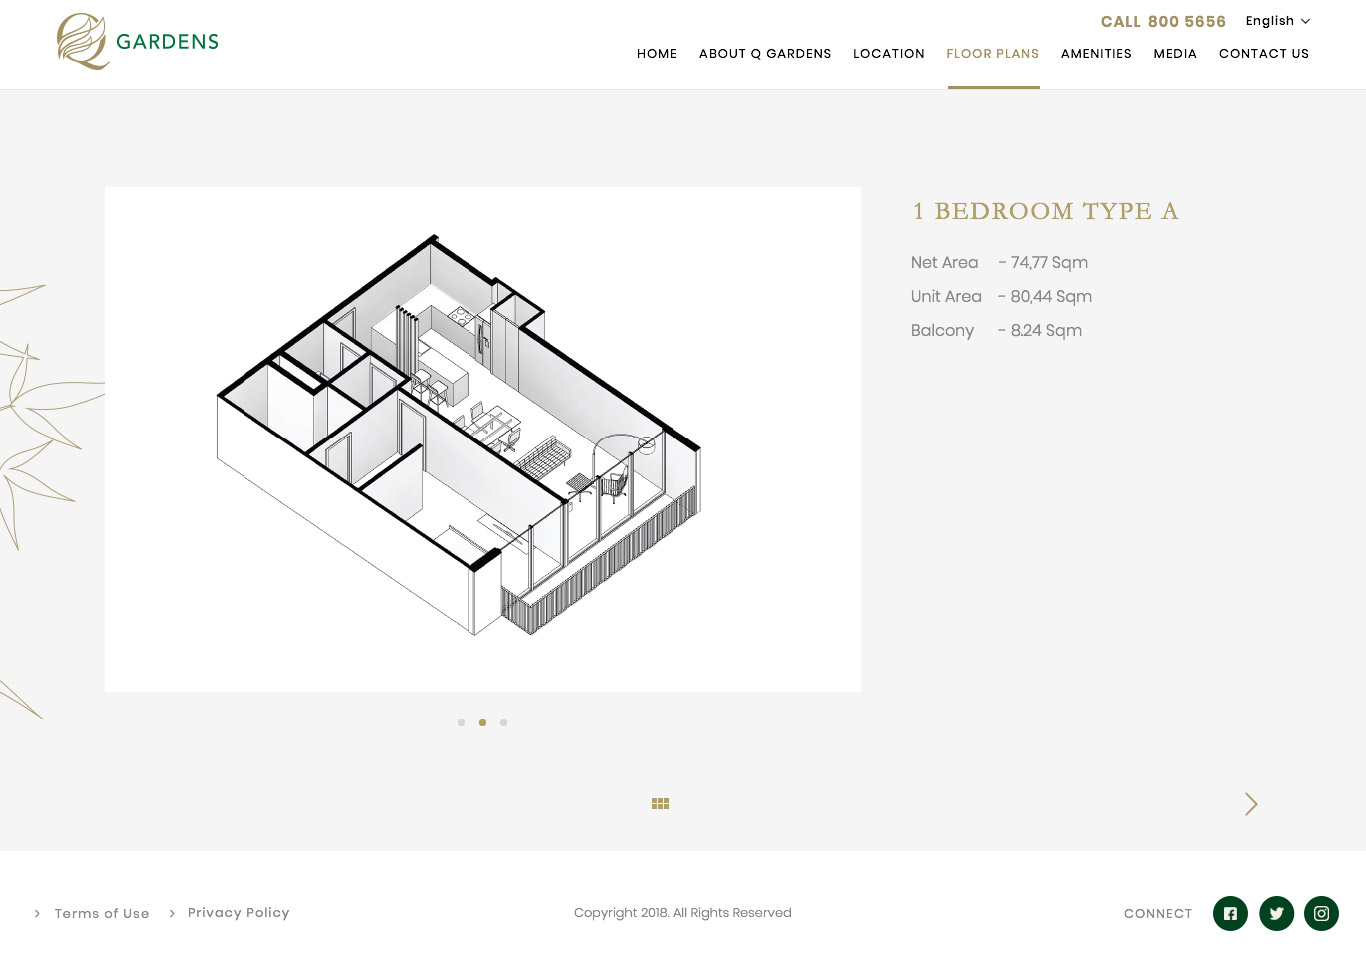 GARDENS
CALL 800 5656 English
HOME ABOUT Q GARDENS LOCATION FLOOR PLANS AMENITIES MEDIA CONTACT US
1 BEDROOM TYPE A
Net Area - 74,77 Sqm
Unit Area - 80,44 Sqm
Balcony - 8.24 Sqm
Terms of Use Privacy Policy Copyright 2018. All Rights Reserved CONNECT